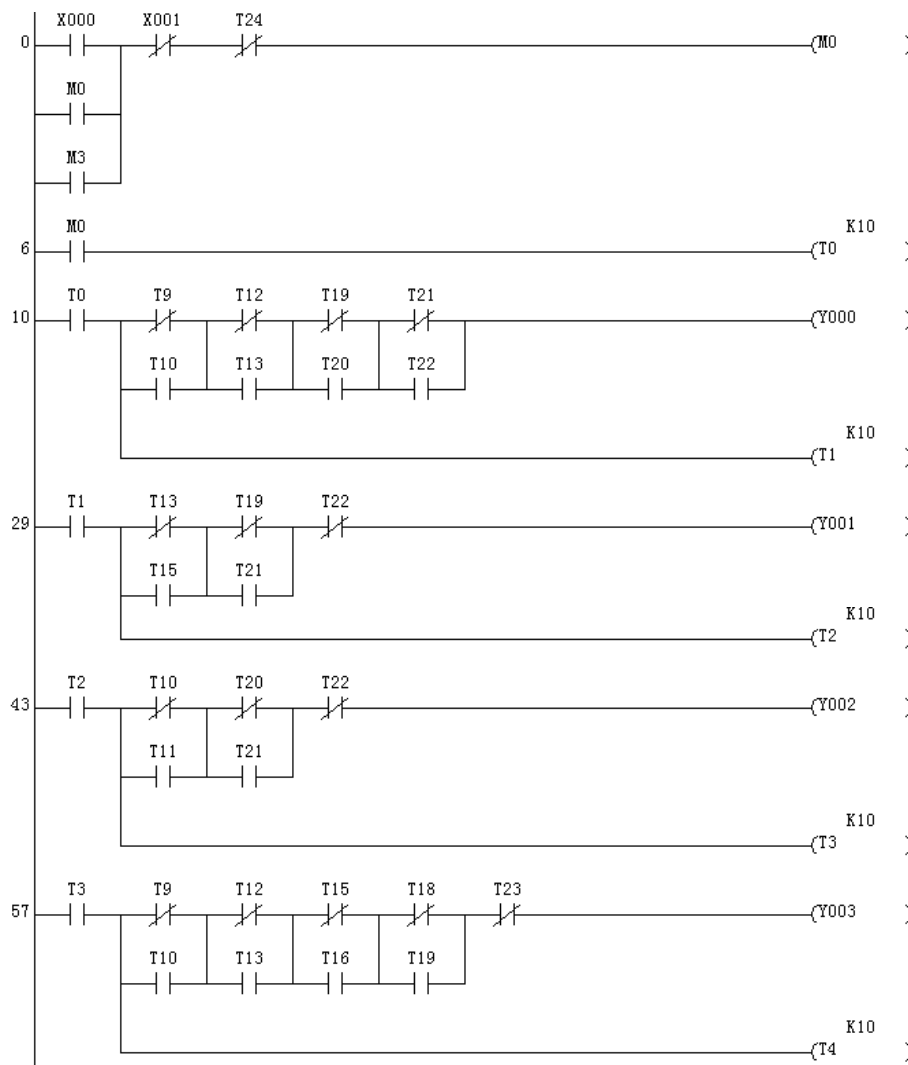 X000 X001 T24
0 M0
M0
M3
M0 K10
6 T0
T0 T9 T12 T19 T21
10 Y000
T10 T13 T20 T22
K10
T1
T1 T13 T19 T22
29 Y001
T15 T21
K10
T2
T2 T10 T20 T22
43 Y002
T11 T21
K10
T3
T3 T9 T12 T15 T18 T23
57 Y003
T10 T13 T16 T19
K10
T4